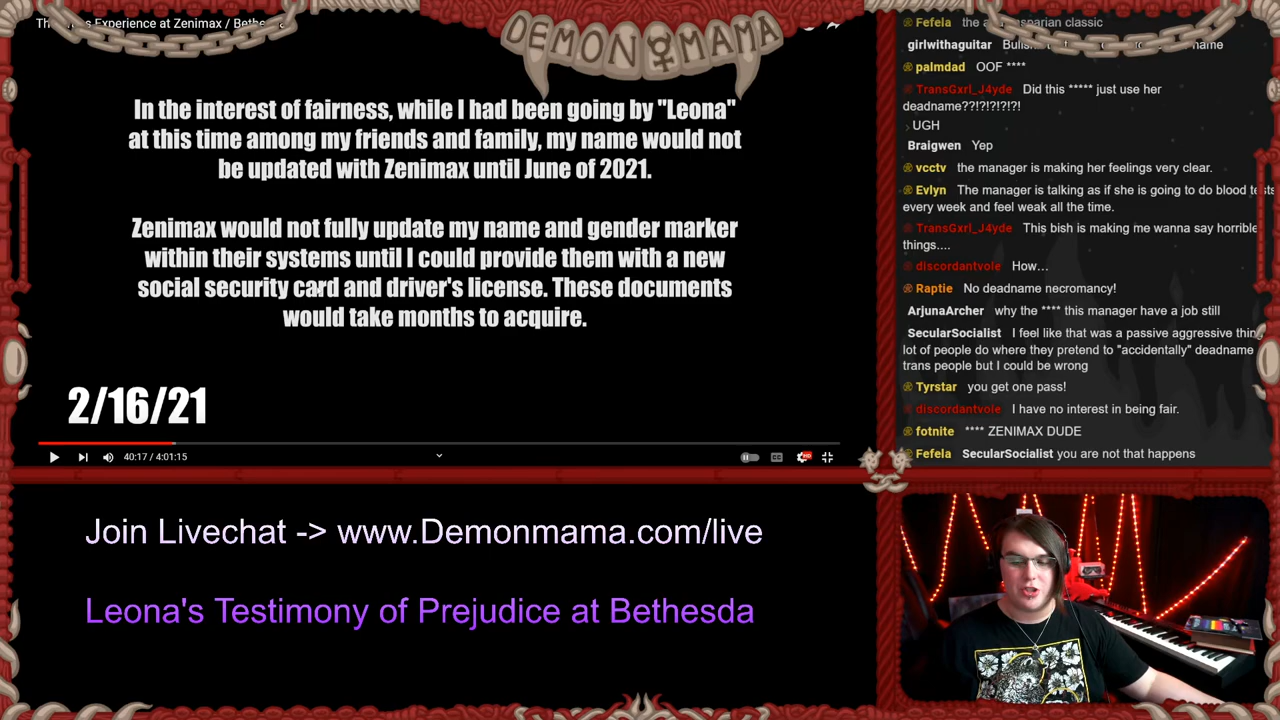 Experience at Zenimax /
DEMON MAMA
In the interest of fairness, while I had been going by "Leona"
at this time among my friends and family, my name would not
be updated with Zenimax until June of 2021.
Zenimax would not fully update my name and gender marker
within their systems until I could provide them with a new
social security card and driver's license. These documents
would take months to acquire.
2/16/21
40:17 / 4:01:15
CC
HD
Join Livechat -> www.Demonmama.com/live
Leona's Testimony of Prejudice at Bethesda
Fefela the classic
girlwithaguitar
palmdad OOF ****
TransGxrl_J4yde Did this ***** just use her
deadname??!?!?!?!?!
UGH
Braigwen Yep
vcctv the manager is making her feelings very clear.
Evlyn The manager is talking as if she is going to do blood tests
every week and feel weak all the time.
TransGxrl_J4yde This bish is making me wanna say horrible
things....
discordantvole How...
Raptie No deadname necromancy!
ArjunaArcher why the **** this manager have a job still
SecularSocialist I feel like that was a passive aggressive thing
lot of people do where they pretend to "accidentally" deadname
trans people but I could be wrong
Tyrstar you get one pass!
discordantvole I have no interest in being fair.
fotnite **** ZENIMAX DUDE
Fefela SecularSocialist you are not that happens